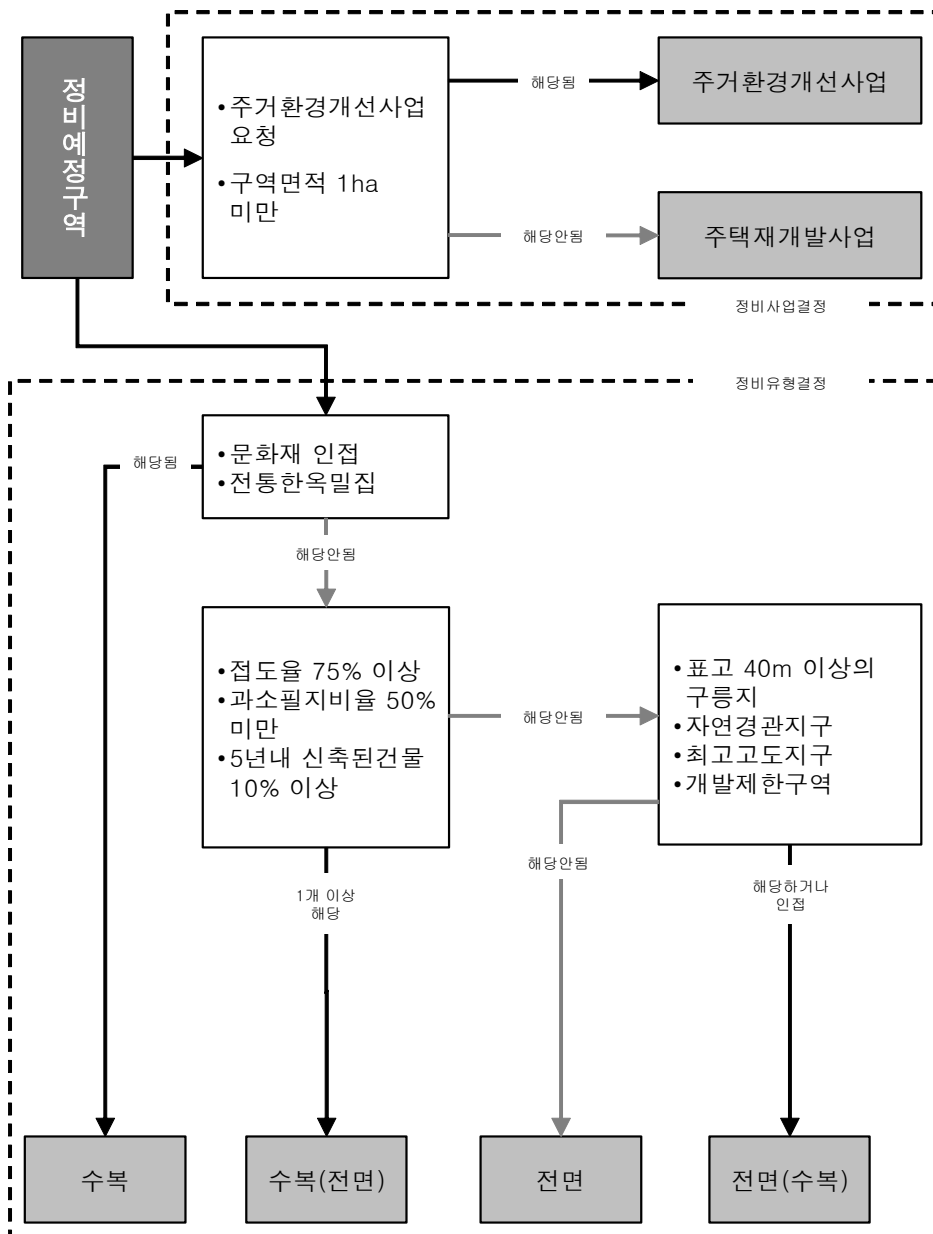 정비예정구역
• 주거환경개선사업
요청
• 구역면적 1ha
미만
해당됨
주거환경개선사업
해당안됨
주택재개발사업
정비사업결정
정비유형결정
• 문화재 인접
• 전통한옥밀집
해당됨
해당안됨
• 접도율 75% 이상
• 과소필지비율 50%
미만
• 5년내 신축된건물
10% 이상
해당안됨
• 표고 40m 이상의
구릉지
• 자연경관지구
• 최고고도지구
• 개발제한구역
1개 이상
해당
해당안됨
해당하거나
인접
수복
수복(전면)
전면
전면(수복)